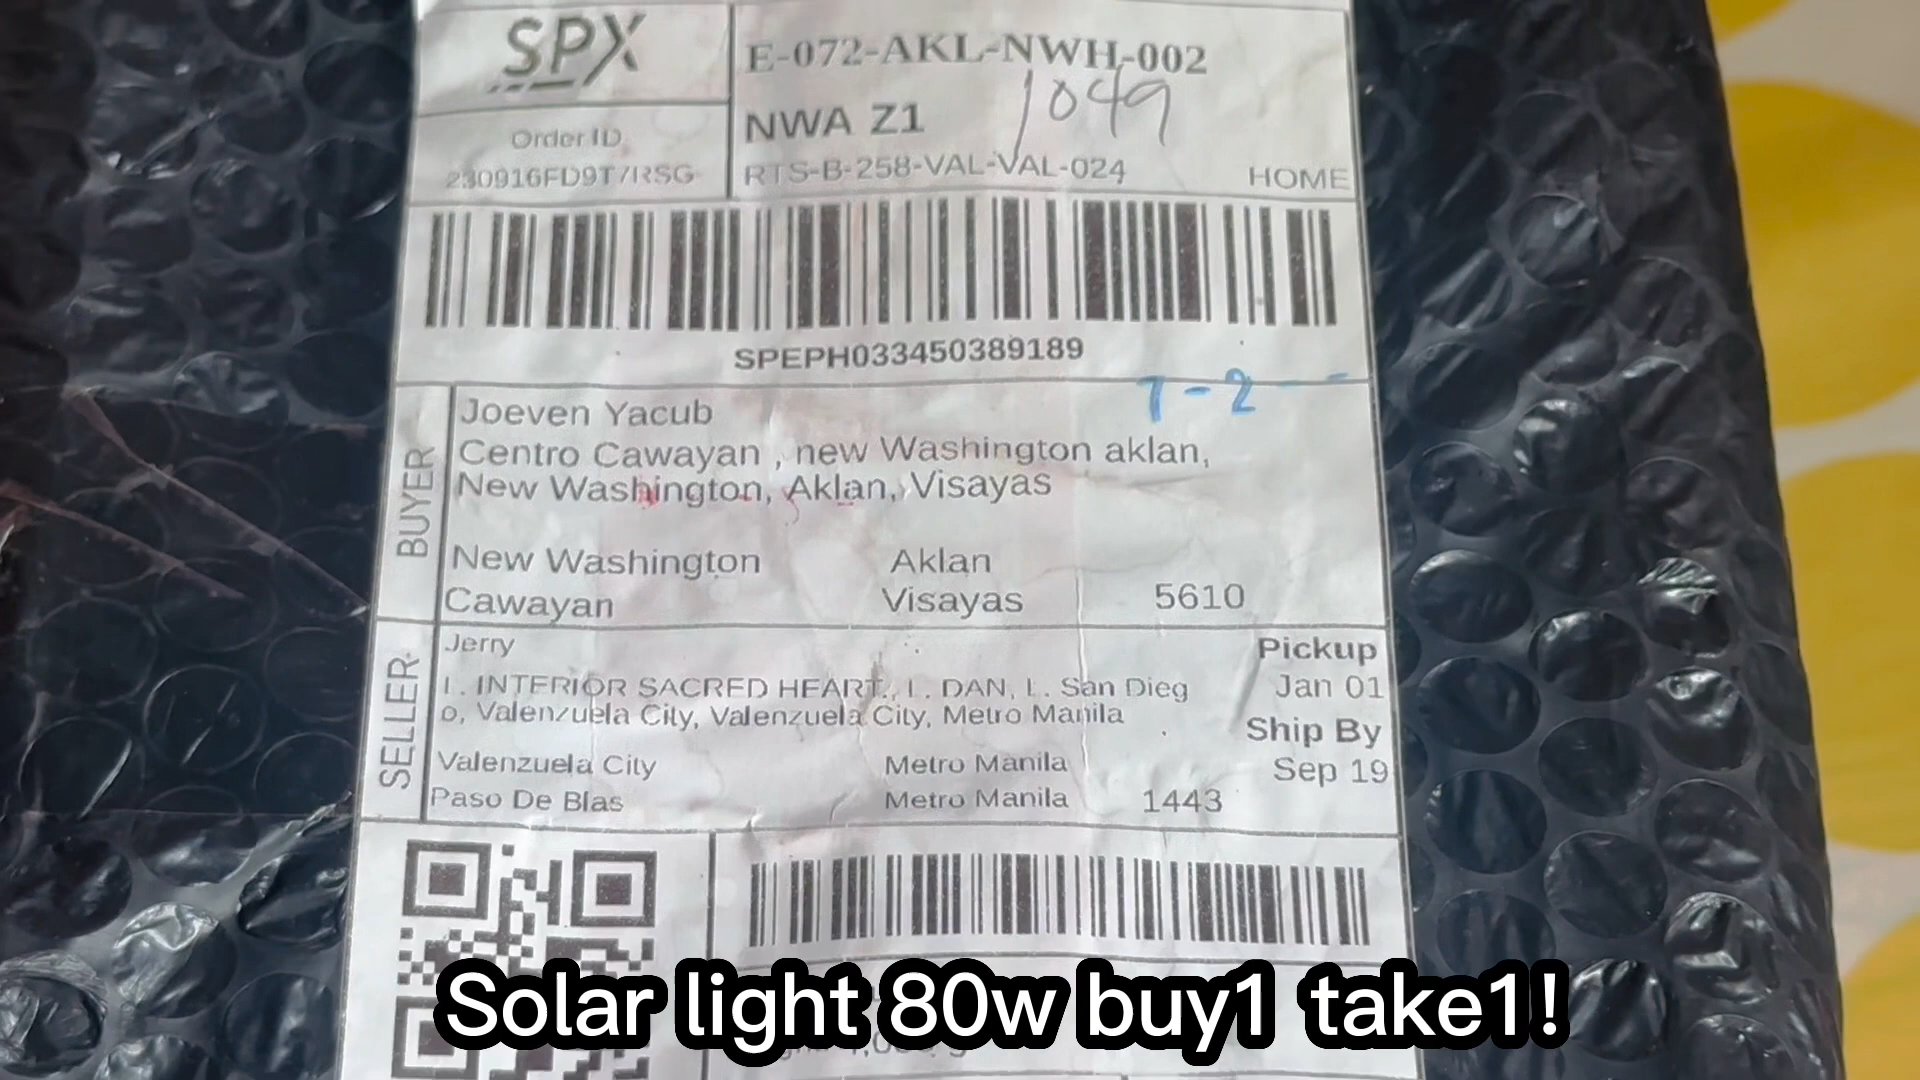 SPX
E-072-AKL-NWH-002
1049
NWA Z1
Order ID
RTS-B-258-VAL-VAL-024
HOME
SPEPH033450389189
BUYER
Joeven Yacub
7-2
Centro Cawayan , new Washington aklan,
New Washington, Aklan, Visayas
New Washington Aklan
Cawayan Visayas 5610
SELLER
Jerry
Pickup
INTERIOR SACRED HEART., DAN, San Dieg
Jan 01
o, Valenzuela City, Valenzuela City, Metro Manila
Ship By
Valenzuela City Metro Manila
Sep 19
Paso De Blas Metro Manila 1443
Solar light 80w buy1 take1!